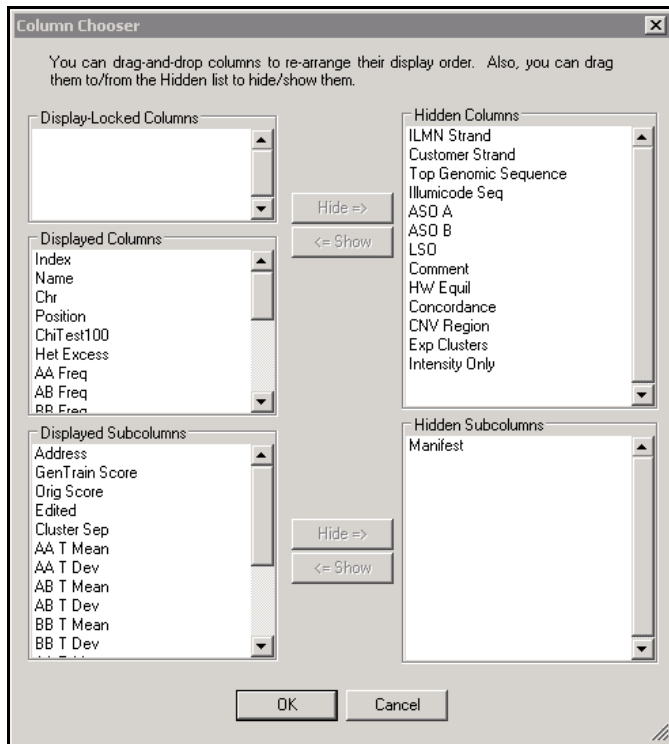 Column Chooser
You can drag-and-drop columns to re-arrange their display order. Also, you can drag
them to/from the Hidden list to hide/show them.
Display-Locked Columns
Hide =>
<= Show
Displayed Columns
Index
Name
Chr
Position
ChiTest100
Het Excess
AA Freq
AB Freq
BB Freq
Hidden Columns
ILMN Strand
Customer Strand
Top Genomic Sequence
Illumicode Seq
ASO A
ASO B
LSO
Comment
HW Equil
Concordance
CNV Region
Exp Clusters
Intensity Only
Displayed Subcolumns
Address
GenTrain Score
Orig Score
Edited
Cluster Sep
AA T Mean
AA T Dev
AB T Mean
AB T Dev
BB T Mean
BB T Dev
Hide =>
<= Show
Hidden Subcolumns
Manifest
OK
Cancel